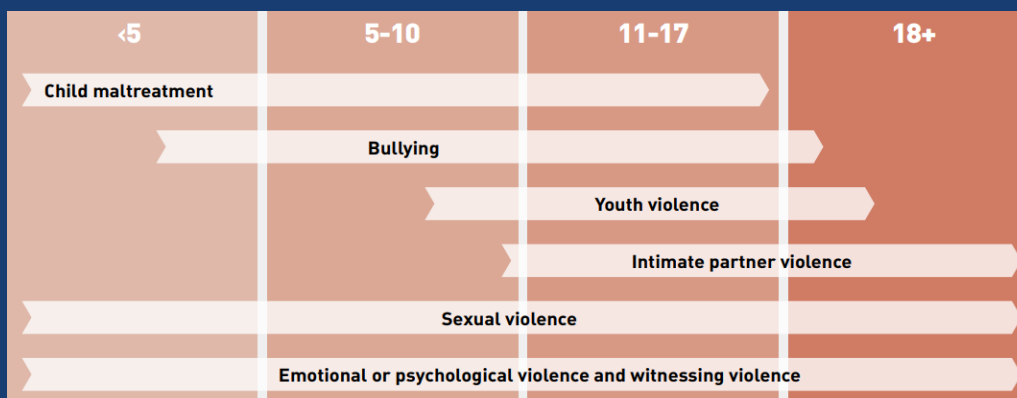 <5 5-10 11-17 18+
Child maltreatment
Bullying
Youth violence
Intimate partner violence
Sexual violence
Emotional or psychological violence and witnessing violence